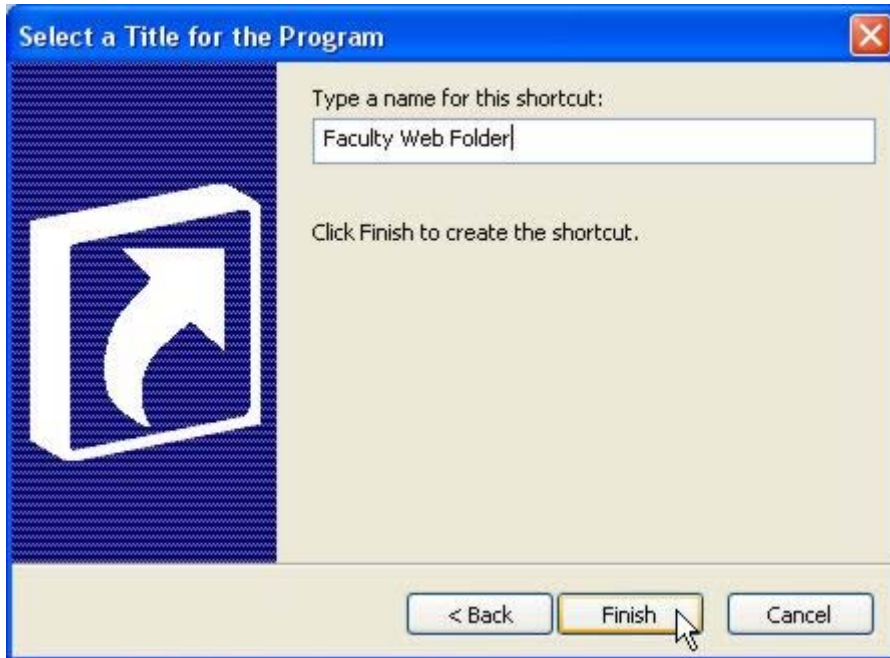 Select a Title for the Program
Type a name for this shortcut:
Faculty Web Folder
Click Finish to create the shortcut.
< Back
Finish
Cancel